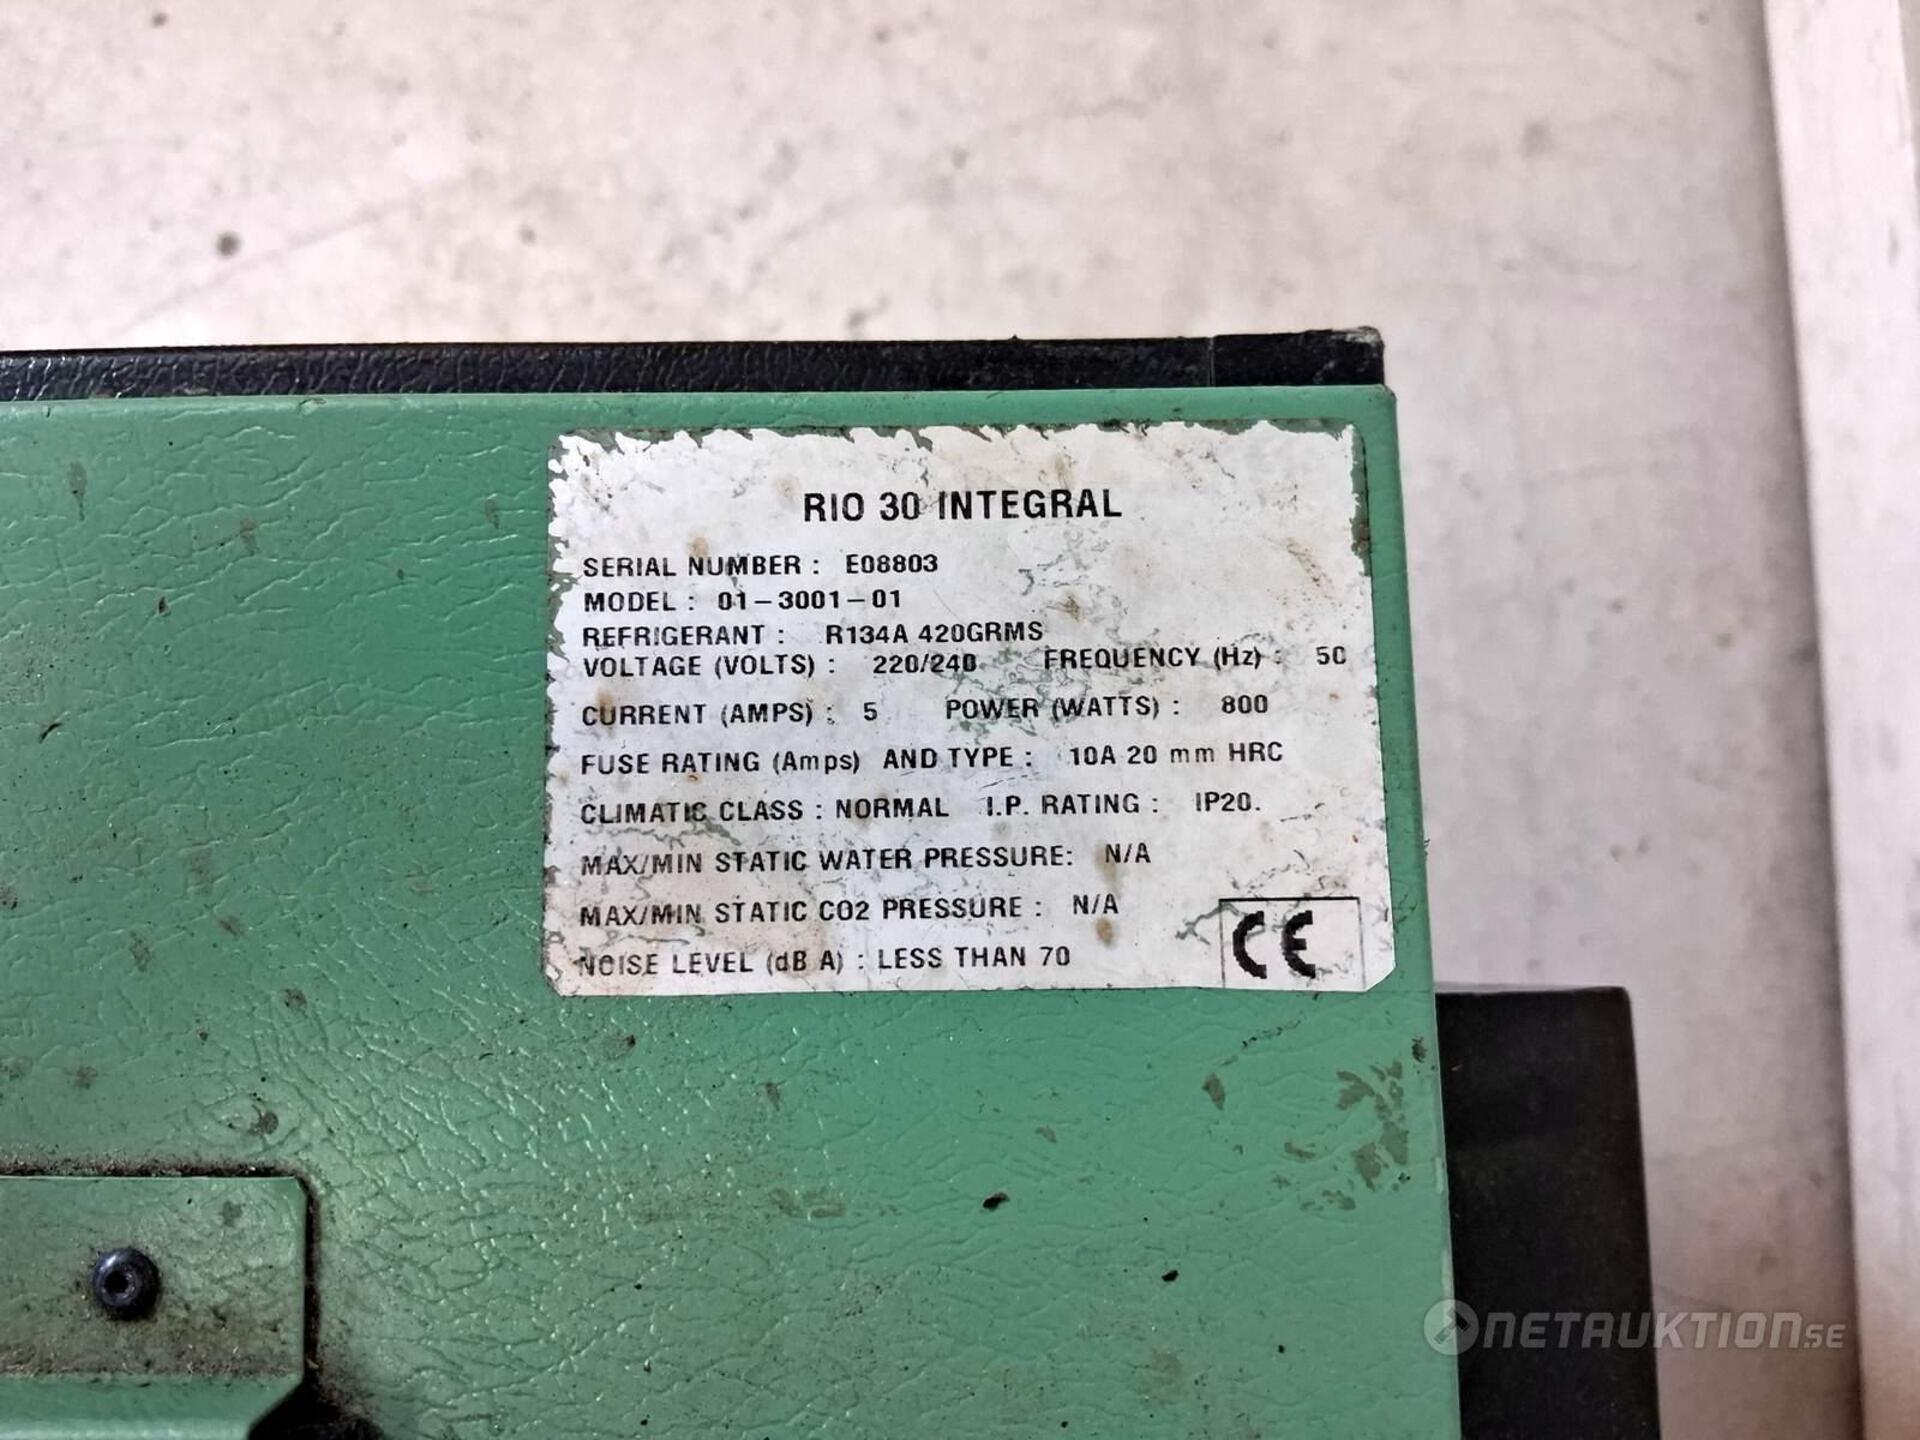 RIO 30 INTEGRAL
SERIAL NUMBER : E08803
MODEL : 01-3001-01
REFRIGERANT : R134A 420GRMS
VOLTAGE (VOLTS) : 220/240 FREQUENCY (Hz) : 50
CURRENT (AMPS) : 5 POWER (WATTS) : 800
FUSE RATING (Amps) AND TYPE : 10A 20 mm HRC
CLIMATIC CLASS : NORMAL I.P. RATING : IP20.
MAX/MIN STATIC WATER PRESSURE: N/A
MAX/MIN STATIC CO2 PRESSURE : N/A
NOISE LEVEL (dB A) : LESS THAN 70
CE
NETAUKTION.SE